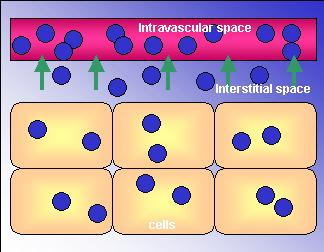 Intravascular space
Interstitial space
cells